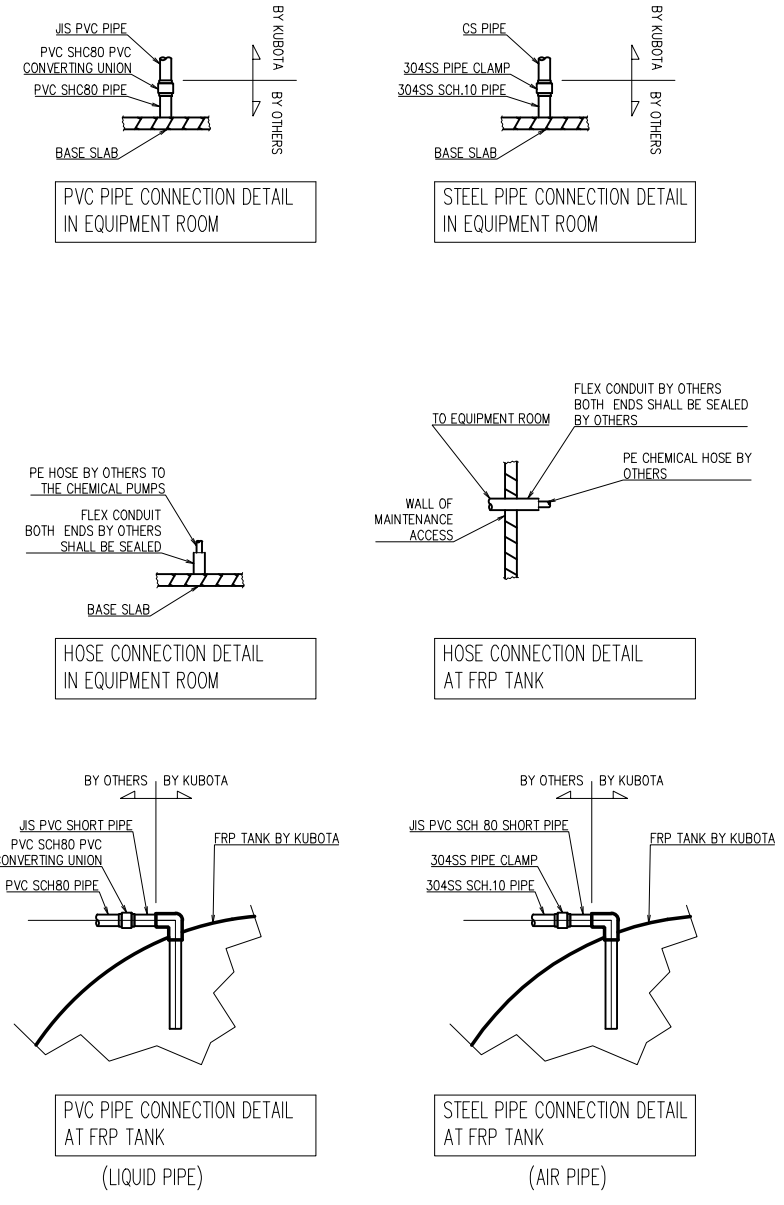 JIS PVC PIPE
PVC SHC80 PVC
CONVERTING UNION
PVC SHC80 PIPE
BASE SLAB
BY KUBOTA
BY OTHERS
PVC PIPE CONNECTION DETAIL
IN EQUIPMENT ROOM
CS PIPE
304SS PIPE CLAMP
304SS SCH.10 PIPE
BASE SLAB
BY KUBOTA
BY OTHERS
STEEL PIPE CONNECTION DETAIL
IN EQUIPMENT ROOM
PE HOSE BY OTHERS TO
THE CHEMICAL PUMPS
FLEX CONDUIT
BOTH ENDS BY OTHERS
SHALL BE SEALED
BASE SLAB
HOSE CONNECTION DETAIL
IN EQUIPMENT ROOM
TO EQUIPMENT ROOM
FLEX CONDUIT BY OTHERS
BOTH ENDS SHALL BE SEALED
BY OTHERS
PE CHEMICAL HOSE BY
OTHERS
WALL OF
MAINTENANCE
ACCESS
HOSE CONNECTION DETAIL
AT FRP TANK
BY OTHERS BY KUBOTA
JIS PVC SHORT PIPE
PVC SCH80 PVC
CONVERTING UNION
PVC SCH80 PIPE
FRP TANK BY KUBOTA
PVC PIPE CONNECTION DETAIL
AT FRP TANK
(LIQUID PIPE)
BY OTHERS BY KUBOTA
JIS PVC SCH 80 SHORT PIPE
304SS PIPE CLAMP
304SS SCH.10 PIPE
FRP TANK BY KUBOTA
STEEL PIPE CONNECTION DETAIL
AT FRP TANK
(AIR PIPE)